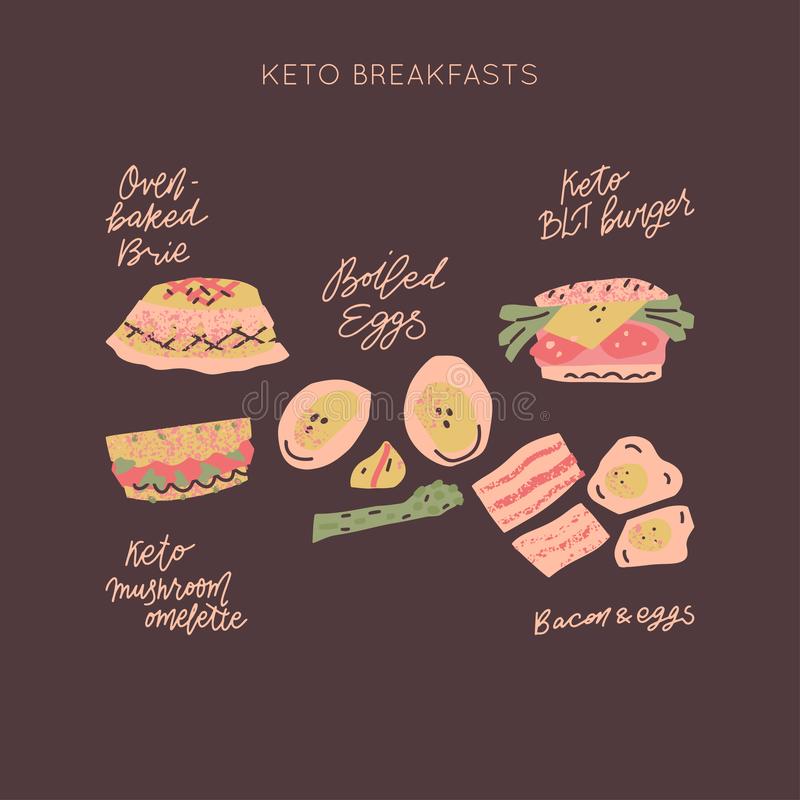 KETO BREAKFASTS
Oven-
baked
Brie
Keto
BLT burger
Boiled
Eggs
dreamstime
Keto
mushroom
omelette
Bacon & eggs